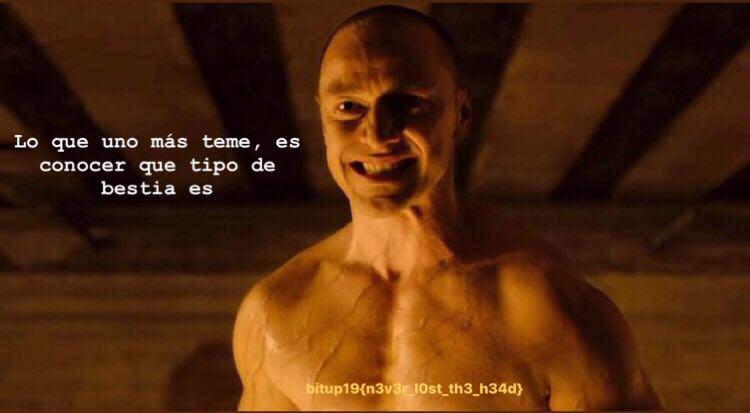 Lo que uno más teme, es
conocer que tipo de
bestia es
bitup19{n3v3r_l0st_th3_h34d}